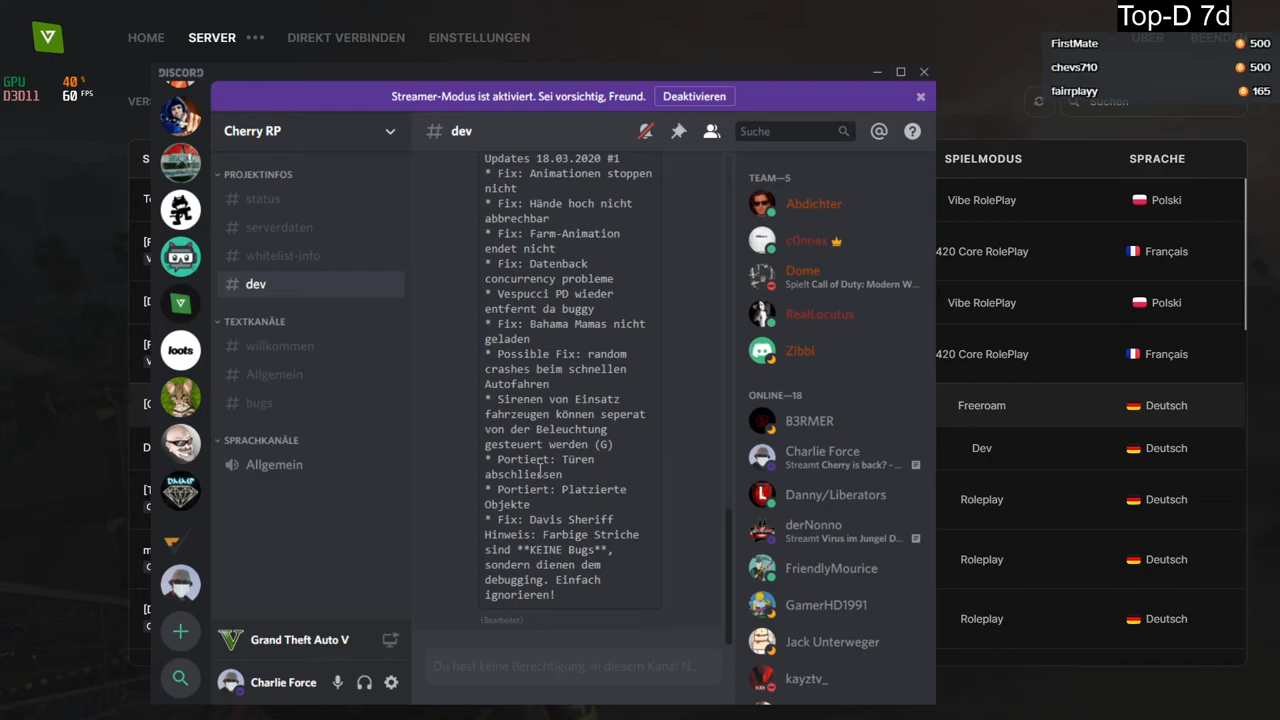 Top-D 7d
HOME
SERVER
DIREKT VERBINDEN
EINSTELLUNGEN
ÜBER
BEENDEN
FirstMate 500
chevs710 500
fairrplayy 165
GPU 40 %
D3D11 60 FPS
DISCORD
Streamer-Modus ist aktiviert. Sei vorsichtig, Freund.
Deaktivieren
Suchen
Cherry RP
dev
Suche
PROJEKTINFOS
status
serverdaten
whitelist-info
dev
TEXTKANÄLE
willkommen
Allgemein
bugs
SPRACHKANÄLE
Allgemein
loots
DMMP
Grand Theft Auto V
Charlie Force
Updates 18.03.2020 #1
* Fix: Animationen stoppen
nicht
* Fix: Hände hoch nicht
abbrechbar
* Fix: Farm-Animation
endet nicht
* Fix: Datenback
concurrency probleme
* Vespucci PD wieder
entfernt da buggy
* Fix: Bahama Mamas nicht
geladen
* Possible Fix: random
crashes beim schnellen
Autofahren
* Sirenen von Einsatz
fahrzeugen können seperat
von der Beleuchtung
gesteuert werden (G)
* Portiert: Türen
abschliessen
* Portiert: Platzierte
Objekte
* Fix: Davis Sheriff
Hinweis: Farbige Striche
sind **KEINE Bugs**,
sondern dienen dem
debugging. Einfach
ignorieren!
(Bearbeitet)
Du hast keine Berechtigung, in diesem Kanal N...
TEAM—5
Abdichter
c0nnex
Dome
Spielt Call of Duty: Modern W...
RealLocutus
Zibbi
ONLINE—18
B3RMER
Charlie Force
Streamt Cherry is back? - ...
Danny/Liberators
derNonno
Streamt Virus im Jungel D...
FriendlyMourice
GamerHD1991
Jack Unterweger
kayztv_
SPIELMODUS SPRACHE
Vibe RolePlay Polski
420 Core RolePlay Français
Vibe RolePlay Polski
420 Core RolePlay Français
Freeroam Deutsch
Dev Deutsch
Roleplay Deutsch
Roleplay Deutsch
Roleplay Deutsch